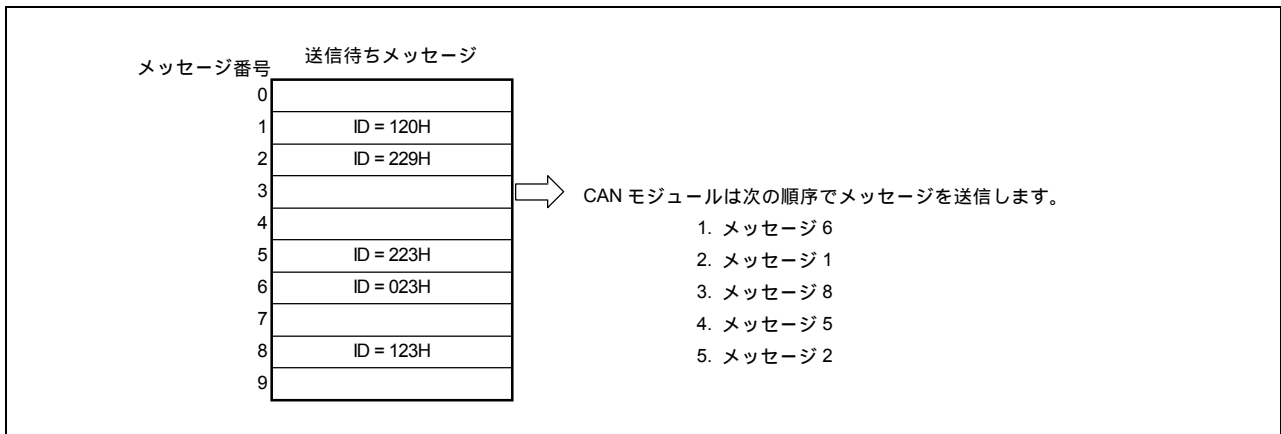 送信待ちメッセージ
メッセージ番号
0
1 ID = 120H
2 ID = 229H
3
4
5 ID = 223H
6 ID = 023H
7
8 ID = 123H
9
CAN モジュールは次の順序でメッセージを送信します。
1. メッセージ 6
2. メッセージ 1
3. メッセージ 8
4. メッセージ 5
5. メッセージ 2